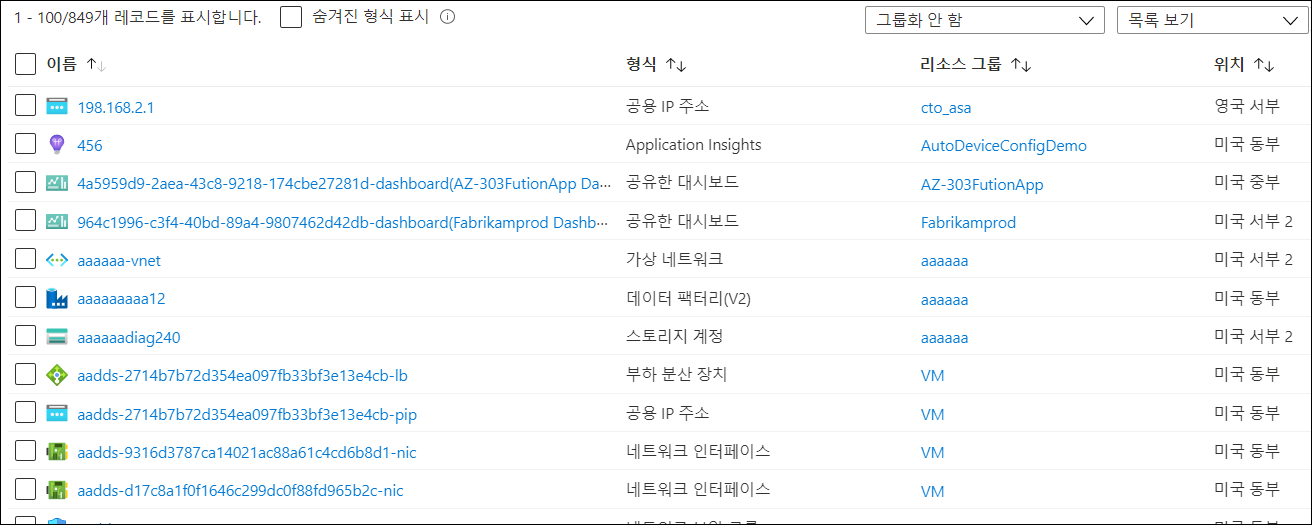 1 - 100/849개 레코드를 표시합니다. 숨겨진 형식 표시 그룹화 안 함 목록 보기
이름 형식 리소스 그룹 위치
198.168.2.1 공용 IP 주소 cto_asa 영국 서부
456 Application Insights AutoDeviceConfigDemo 미국 동부
4a5959d9-2aea-43c8-9218-174cbe27281d-dashboard(AZ-303FutionApp Da··· 공유한 대시보드 AZ-303FutionApp 미국 중부
964c1996-c3f4-40bd-89a4-9807462d42db-dashboard(Fabrikamprod Dashb··· 공유한 대시보드 Fabrikamprod 미국 서부 2
aaaaaa-vnet 가상 네트워크 aaaaaa 미국 서부 2
aaaaaaaaa12 데이터 팩터리(V2) aaaaaa 미국 동부
aaaaaadiag240 스토리지 계정 aaaaaa 미국 서부 2
aadds-2714b7b72d354ea097fb33bf3e13e4cb-lb 부하 분산 장치 VM 미국 동부
aadds-2714b7b72d354ea097fb33bf3e13e4cb-pip 공용 IP 주소 VM 미국 동부
aadds-9316d3787ca14021ac88a61c4cd6b8d1-nic 네트워크 인터페이스 VM 미국 동부
aadds-d17c8a1f0f1646c299dc0f88fd965b2c-nic 네트워크 인터페이스 VM 미국 동부